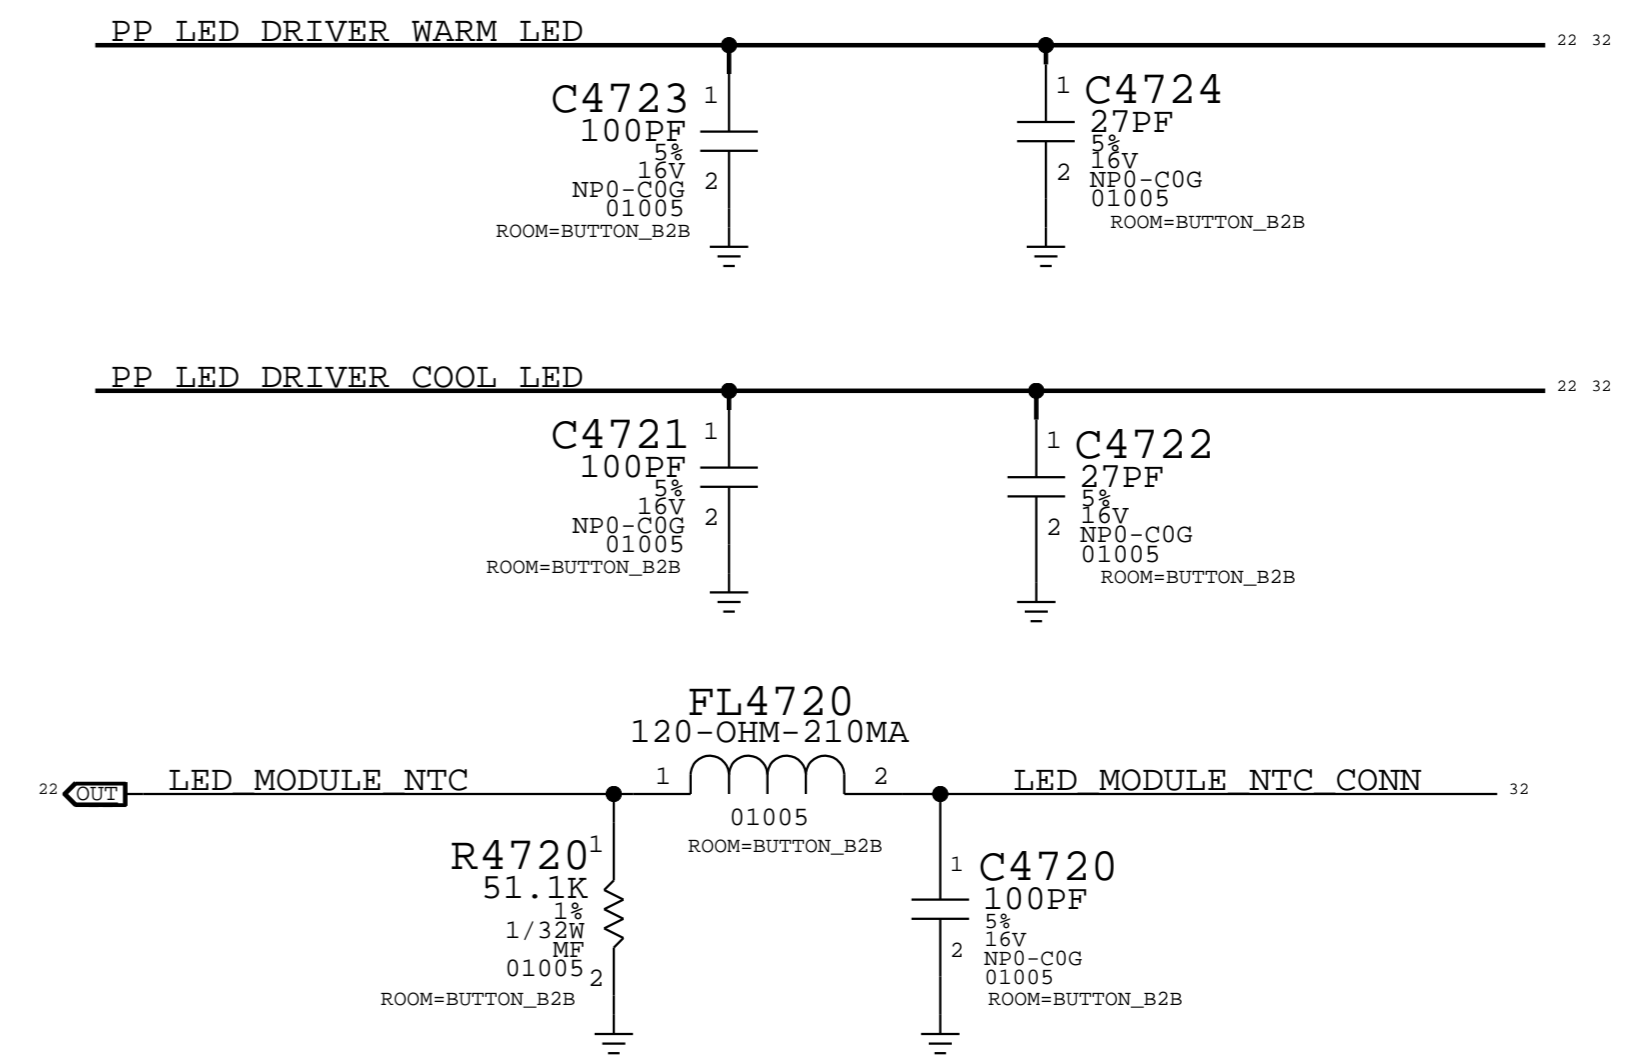 PP_LED_DRIVER_WARM_LED
22 32
C4723
1
100PF
5%
16V
NP0-C0G
2
01005
ROOM=BUTTON_B2B
1
C4724
27PF
5%
16V
2
NP0-C0G
01005
ROOM=BUTTON_B2B
PP_LED_DRIVER_COOL_LED
22 32
C4721
1
100PF
5%
16V
NP0-C0G
2
01005
ROOM=BUTTON_B2B
1
C4722
27PF
5%
16V
2
NP0-C0G
01005
ROOM=BUTTON_B2B
FL4720
120-OHM-210MA
22
OUT
LED_MODULE_NTC
1
2
LED_MODULE_NTC_CONN
32
01005
ROOM=BUTTON_B2B
R4720
1
51.1K
1%
1/32W
MF
01005
2
ROOM=BUTTON_B2B
1
C4720
100PF
5%
16V
2
NP0-C0G
01005
ROOM=BUTTON_B2B